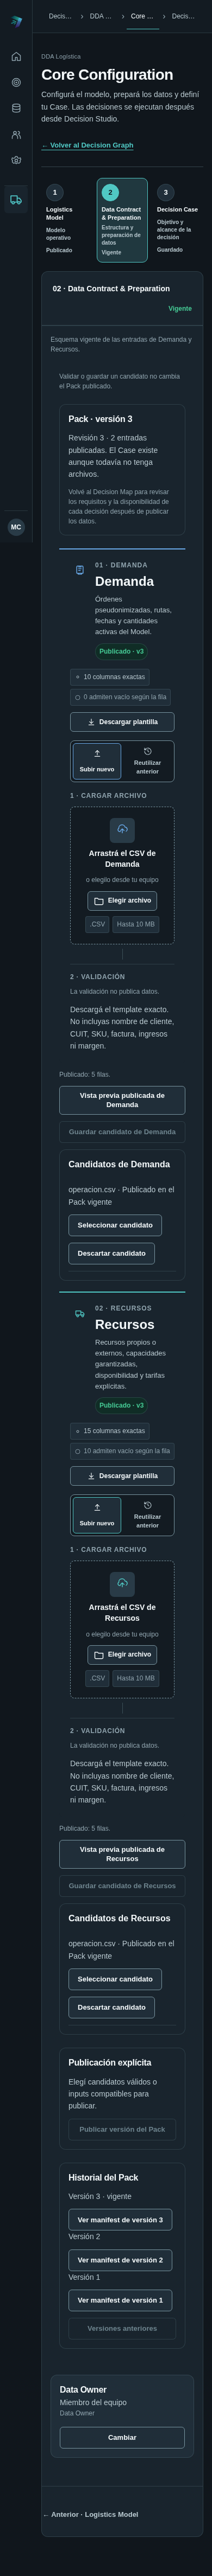 Decis... > DDA ... > Core ... > Decis...
DDA Logística
Core Configuration
Configurá el modelo, prepará los datos y definí
tu Case. Las decisiones se ejecutan después
desde Decision Studio.
← Volver al Decision Graph
1
Logistics
Model
Modelo
operativo
Publicado
2
Data Contract
& Preparation
Estructura y
preparación de
datos
Vigente
3
Decision Case
Objetivo y
alcance de la
decisión
Guardado
02 · Data Contract & Preparation
Vigente
Esquema vigente de las entradas de Demanda y
Recursos.
Validar o guardar un candidato no cambia
el Pack publicado.
Pack · versión 3
Revisión 3 · 2 entradas
publicadas. El Case existe
aunque todavía no tenga
archivos.
Volvé al Decision Map para revisar
los requisitos y la disponibilidad de
cada decisión después de publicar
los datos.
01 · DEMANDA
Demanda
Órdenes
pseudonimizadas, rutas,
fechas y cantidades
activas del Model.
Publicado · v3
10 columnas exactas
0 admiten vacío según la fila
Descargar plantilla
Subir nuevo
Reutilizar
anterior
1 · CARGAR ARCHIVO
Arrastrá el CSV de
Demanda
o elegilo desde tu equipo
Elegir archivo
.CSV
Hasta 10 MB
2 · VALIDACIÓN
La validación no publica datos.
Descargá el template exacto.
No incluyas nombre de cliente,
CUIT, SKU, factura, ingresos
ni margen.
Publicado: 5 filas.
Vista previa publicada de
Demanda
Guardar candidato de Demanda
Candidatos de Demanda
operacion.csv · Publicado en el
Pack vigente
Seleccionar candidato
Descartar candidato
02 · RECURSOS
Recursos
Recursos propios o
externos, capacidades
garantizadas,
disponibilidad y tarifas
explícitas.
Publicado · v3
15 columnas exactas
10 admiten vacío según la fila
Descargar plantilla
Subir nuevo
Reutilizar
anterior
1 · CARGAR ARCHIVO
Arrastrá el CSV de
Recursos
o elegilo desde tu equipo
Elegir archivo
.CSV
Hasta 10 MB
2 · VALIDACIÓN
La validación no publica datos.
Descargá el template exacto.
No incluyas nombre de cliente,
CUIT, SKU, factura, ingresos
ni margen.
Publicado: 5 filas.
Vista previa publicada de
Recursos
Guardar candidato de Recursos
Candidatos de Recursos
operacion.csv · Publicado en el
Pack vigente
Seleccionar candidato
Descartar candidato
Publicación explícita
Elegí candidatos válidos o
inputs compatibles para
publicar.
Publicar versión del Pack
Historial del Pack
Versión 3 · vigente
Ver manifest de versión 3
Versión 2
Ver manifest de versión 2
Versión 1
Ver manifest de versión 1
Versiones anteriores
Data Owner
Miembro del equipo
Data Owner
Cambiar
← Anterior · Logistics Model
MC